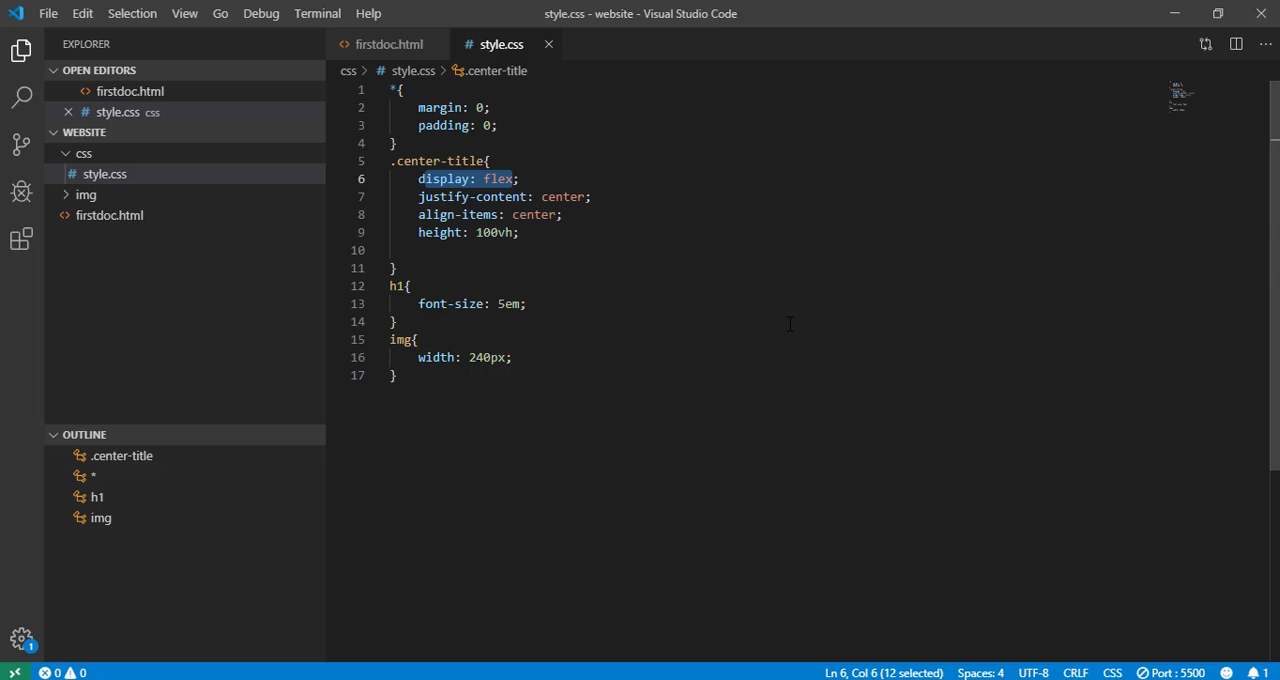 File Edit Selection View Go Debug Terminal Help style.css - website - Visual Studio Code
EXPLORER
OPEN EDITORS
firstdoc.html
style.css css
WEBSITE
css
style.css
img
firstdoc.html
OUTLINE
.center-title
*
h1
img
firstdoc.html style.css
css > style.css > .center-title
1 *{
2 margin: 0;
3 padding: 0;
4 }
5 .center-title{
6 display: flex;
7 justify-content: center;
8 align-items: center;
9 height: 100vh;
10
11 }
12 h1{
13 font-size: 5em;
14 }
15 img{
16 width: 240px;
17 }
1
0 0 Ln 6, Col 6 (12 selected) Spaces: 4 UTF-8 CRLF CSS Port : 5500 1